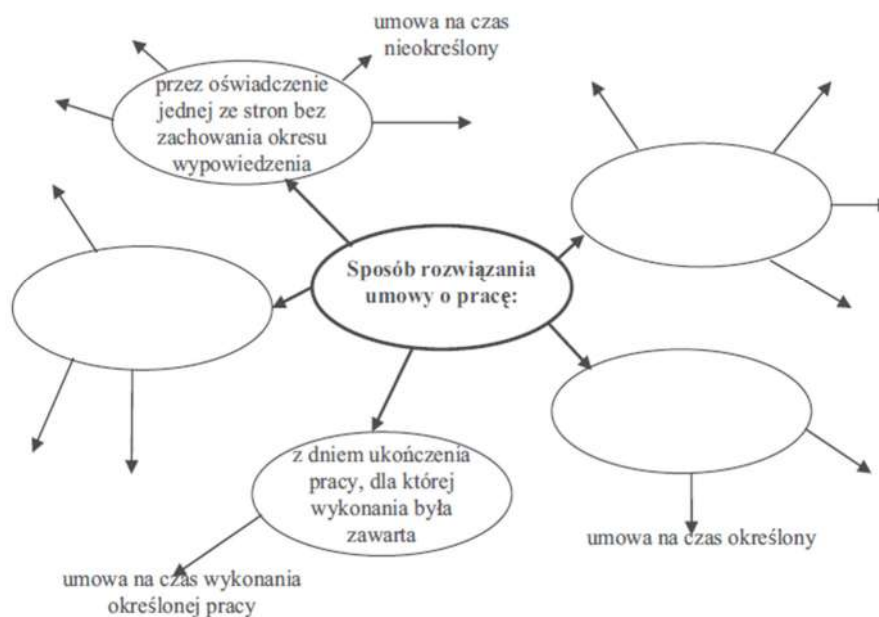 umowa na czas
nieokreślony
przez oświadczenie
jednej ze stron bez
zachowania okresu
wypowiedzenia
Sposób rozwiązania
umowy o pracę:
z dniem ukończenia
pracy, dla której
wykonania była
zawarta
umowa na czas określony
umowa na czas wykonania
określonej pracy